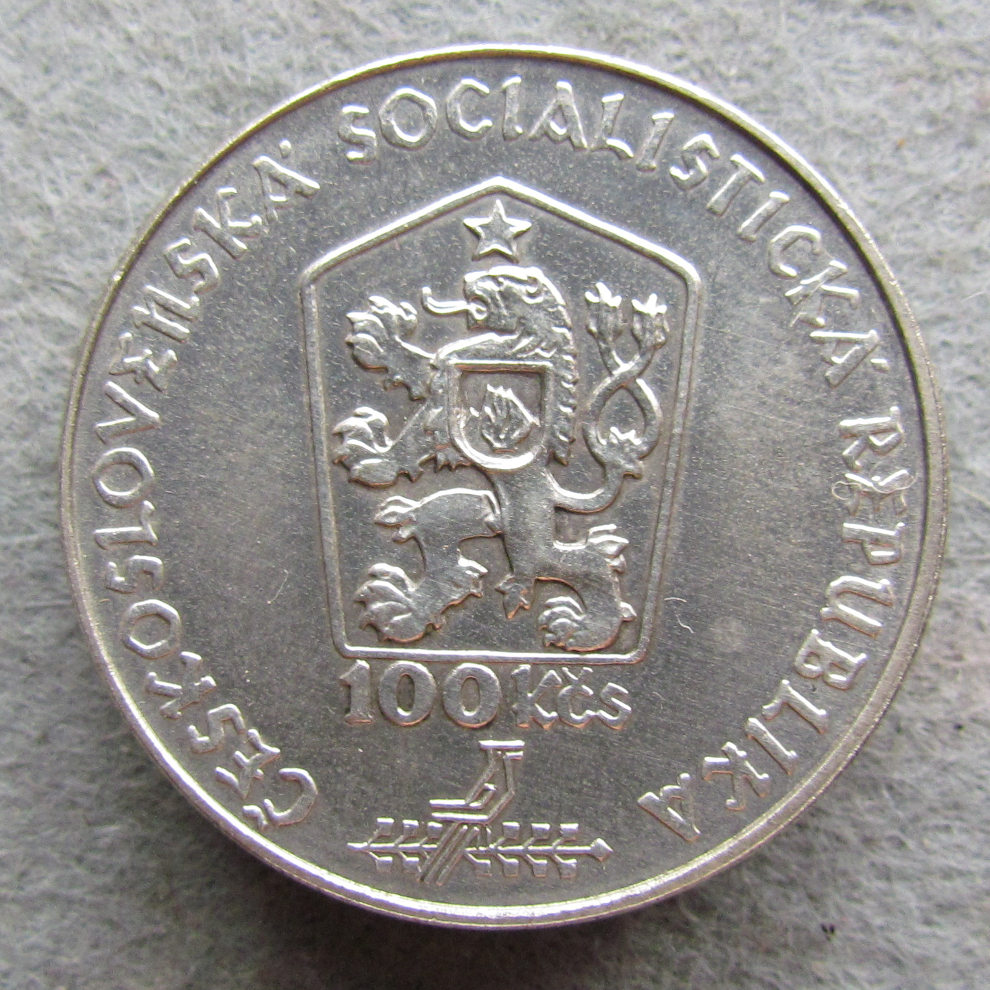 ČESKOSLOVENSKÁ SOCIALISTICKÁ REPUBLIKA
100 Kčs